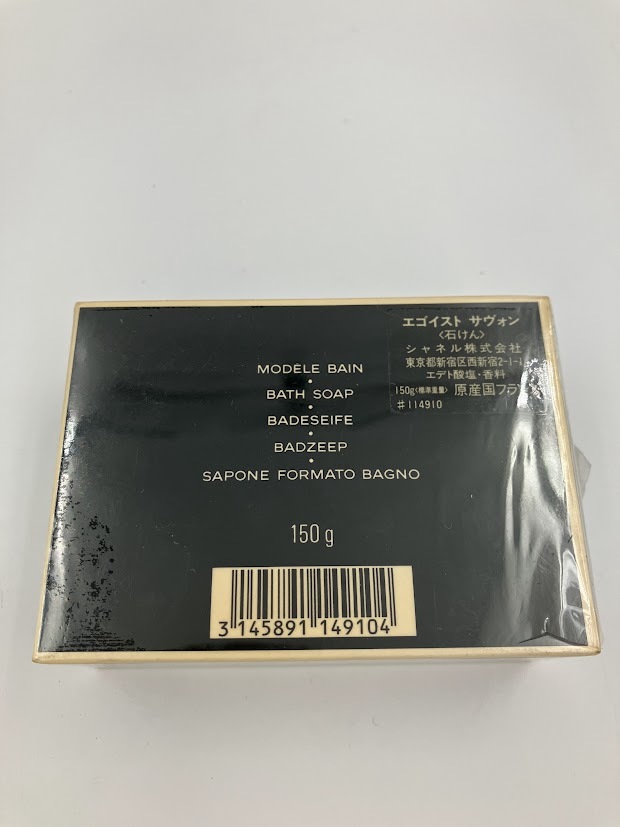 エゴイスト サヴォン
〈石けん〉
シャネル株式会社
東京都新宿区西新宿2-1-1
エデト酸塩・香料
150g〈標準重量〉 原産国フラ
#114910
MODÈLE BAIN
•
BATH SOAP
•
BADESEIFE
•
BADZEEP
•
SAPONE FORMATO BAGNO
150 g
3 145891 149104